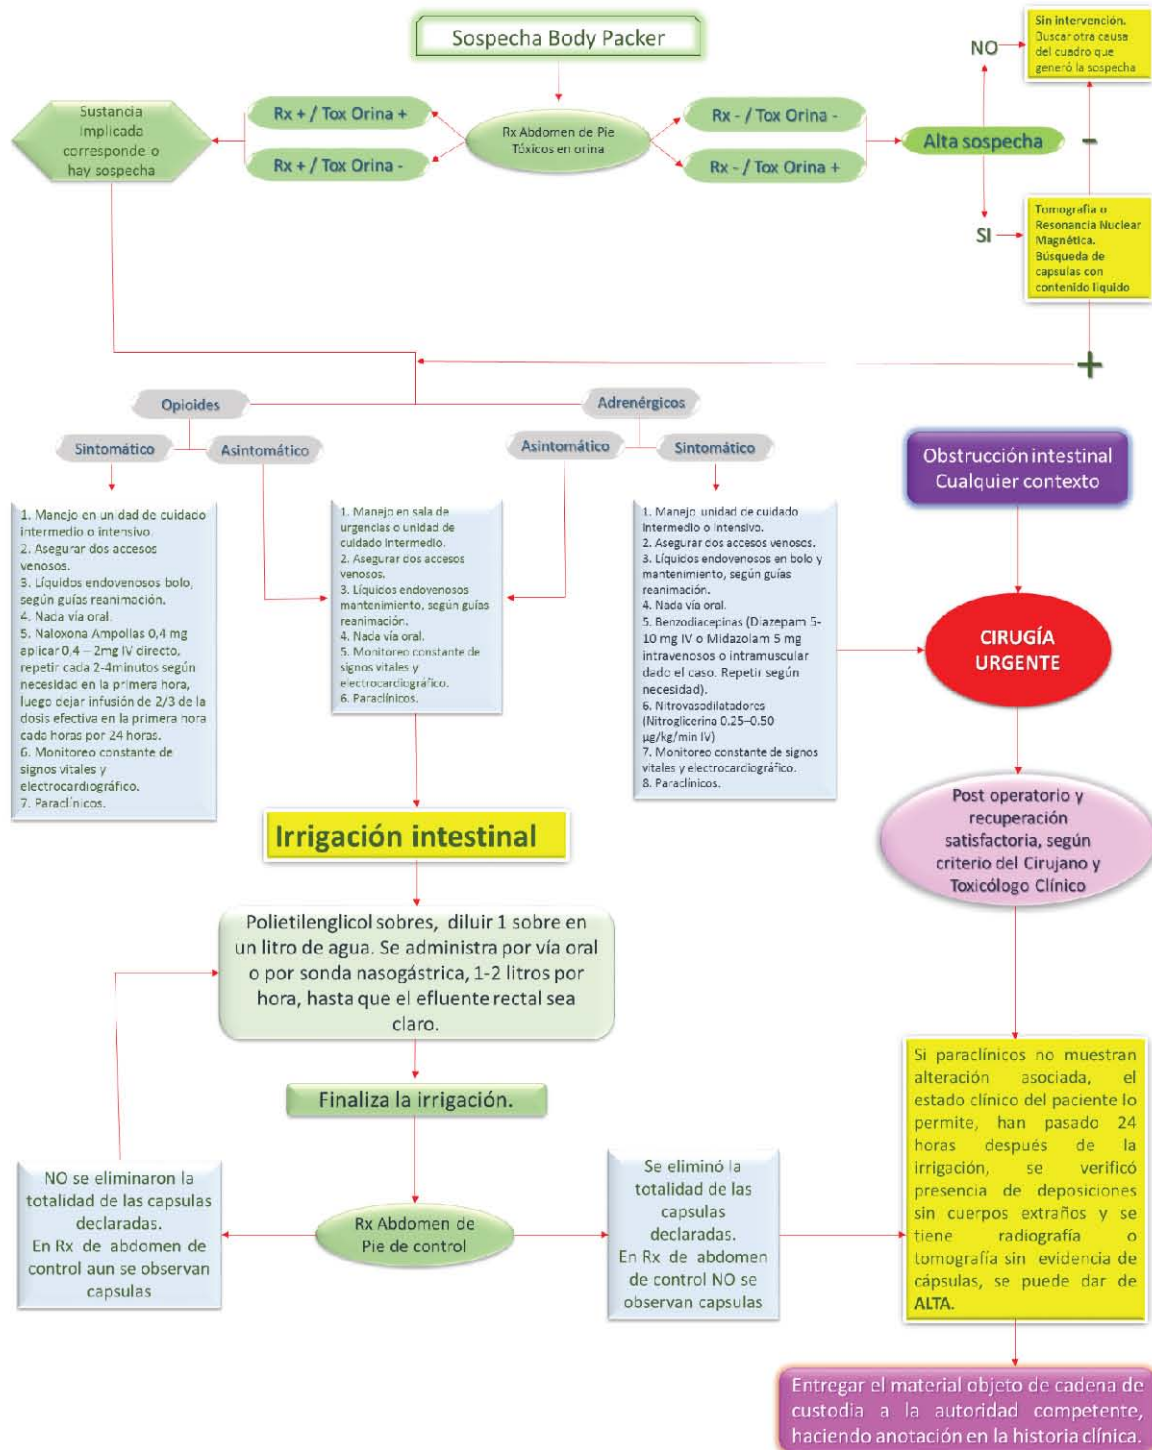 Sospecha Body Packer
Sustancia
Implicada
corresponde o
hay sospecha
Rx + / Tox Orina +
Rx + / Tox Orina -
Rx Abdomen de Pie
Tóxicos en orina
Rx - / Tox Orina -
Rx - / Tox Orina +
Alta sospecha
NO
SI
Sin intervención.
Buscar otra causa
del cuadro que
generó la sospecha
-
Tomografía o
Resonancia Nuclear
Magnética.
Búsqueda de
capsulas con
contenido liquido
+
Opioides
Sintomático
Asintomático
Adrenérgicos
Asintomático
Sintomático
1. Manejo en unidad de cuidado
intermedio o intensivo.
2. Asegurar dos accesos
venosos.
3. Líquidos endovenosos bolo,
según guías reanimación.
4. Nada vía oral.
5. Naloxona Ampollas 0,4 mg
aplicar 0,4 – 2mg IV directo,
repetir cada 2-4minutos según
necesidad en la primera hora,
luego dejar infusión de 2/3 de la
dosis efectiva en la primera hora
cada horas por 24 horas.
6. Monitoreo constante de
signos vitales y
electrocardiográfico.
7. Paraclínicos.
1. Manejo en sala de
urgencias o unidad de
cuidado intermedio.
2. Asegurar dos accesos
venosos.
3. Líquidos endovenosos
mantenimiento, según guías
reanimación.
4. Nada vía oral.
5. Monitoreo constante de
signos vitales y
electrocardiográfico.
6. Paraclínicos.
1. Manejo unidad de cuidado
intermedio o intensivo.
2. Asegurar dos accesos venosos.
3. Líquidos endovenosos en bolo y
mantenimiento, según guías
reanimación.
4. Nada vía oral.
5. Benzodiacepinas (Diazepam 5-
10 mg IV o Midazolam 5 mg
intravenosos o intramuscular
dado el caso. Repetir según
necesidad).
6. Nitrovasodilatadores
(Nitroglicerina 0.25–0.50
µg/kg/min IV)
7. Monitoreo constante de signos
vitales y electrocardiográfico.
8. Paraclínicos.
Obstrucción intestinal
Cualquier contexto
CIRUGÍA
URGENTE
Post operatorio y
recuperación
satisfactoria, según
criterio del Cirujano y
Toxicólogo Clínico
Irrigación intestinal
Polietilenglicol sobres, diluir 1 sobre en
un litro de agua. Se administra por vía oral
o por sonda nasogástrica, 1-2 litros por
hora, hasta que el efluente rectal sea
claro.
Finaliza la irrigación.
NO se eliminaron la
totalidad de las capsulas
declaradas.
En Rx de abdomen de
control aun se observan
capsulas
Rx Abdomen de
Pie de control
Se eliminó la
totalidad de las
capsulas
declaradas.
En Rx de abdomen
de control NO se
observan capsulas
Si paraclínicos no muestran
alteración asociada, el
estado clínico del paciente lo
permite, han pasado 24
horas después de la
irrigación, se verificó
presencia de deposiciones
sin cuerpos extraños y se
tiene radiografía o
tomografía sin evidencia de
cápsulas, se puede dar de
ALTA.
Entregar el material objeto de cadena de
custodia a la autoridad competente,
haciendo anotación en la historia clínica.